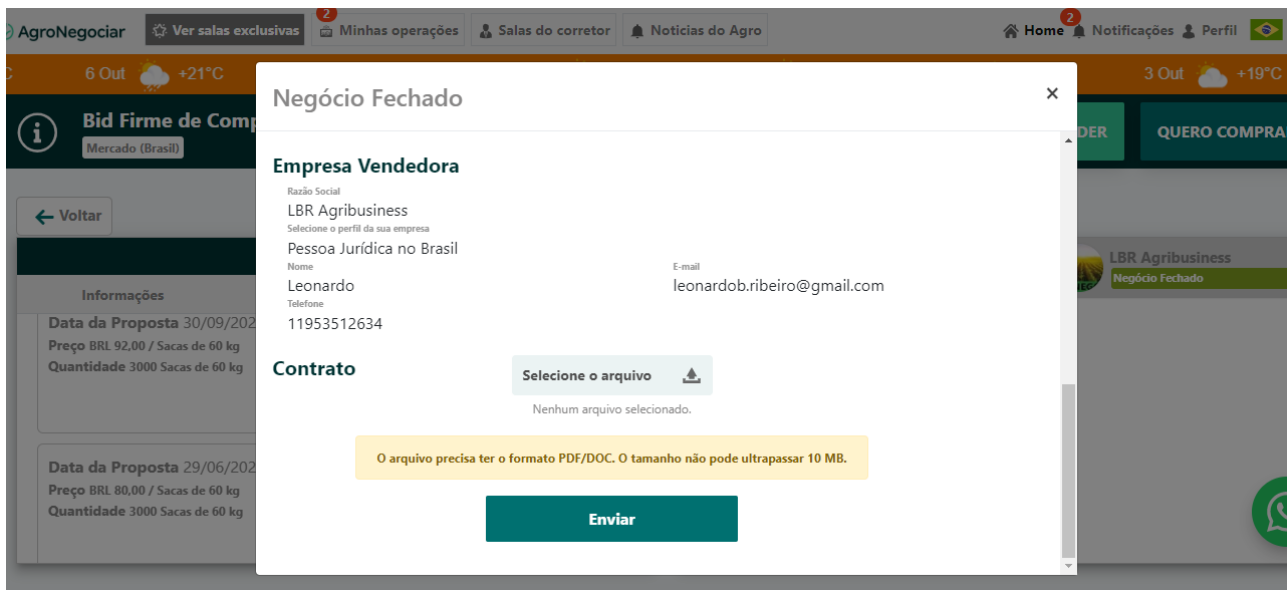 AgroNegociar Ver salas exclusivas 2 Minhas operações Salas do corretor Noticias do Agro Home 2 Notificações Perfil
6 Out +21°C 3 Out +19°C
Negócio Fechado ×
Bid Firme de Comp
Mercado (Brasil)
DER QUERO COMPRA
Empresa Vendedora
Razão Social
LBR Agribusiness
Selecione o perfil da sua empresa
Pessoa Jurídica no Brasil
Nome E-mail
Leonardo leonardob.ribeiro@gmail.com
Telefone
11953512634
Voltar
LBR Agribusiness
Negócio Fechado
Informações
Data da Proposta 30/09/202
Preço BRL 92,00 / Sacas de 60 kg
Quantidade 3000 Sacas de 60 kg
Contrato Selecione o arquivo
Nenhum arquivo selecionado.
O arquivo precisa ter o formato PDF/DOC. O tamanho não pode ultrapassar 10 MB.
Data da Proposta 29/06/202
Preço BRL 80,00 / Sacas de 60 kg
Quantidade 3000 Sacas de 60 kg
Enviar